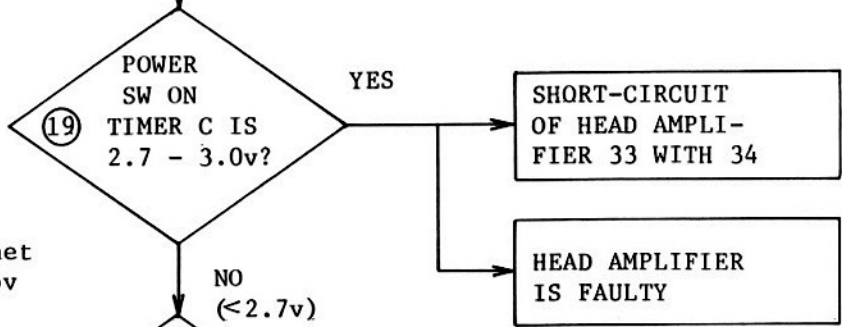 POWER
SW ON
19 TIMER C IS
2.7 - 3.0v?
YES
SHORT-CIRCUIT
OF HEAD AMPLI-
FIER 33 WITH 34
HEAD AMPLIFIER
IS FAULTY
NO
(<2.7v)